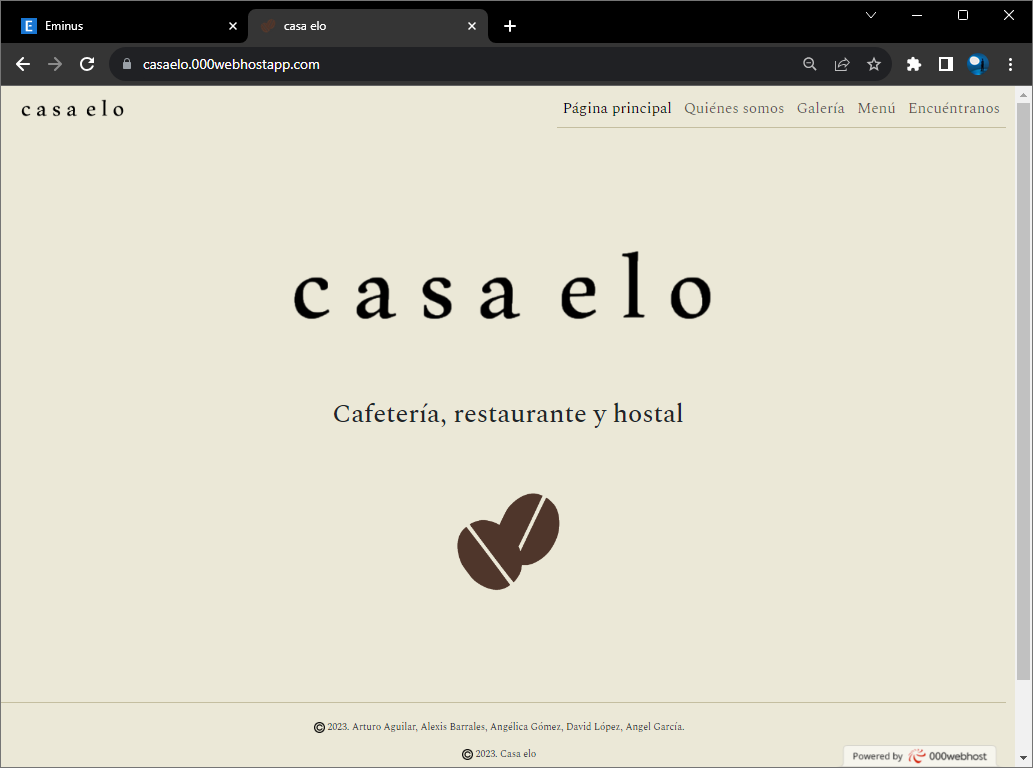 E Eminus
casa elo
casaelo.000webhostapp.com
casa elo
Página principal Quiénes somos Galería Menú Encuéntranos
casa elo
Cafetería, restaurante y hostal
© 2023. Arturo Aguilar, Alexis Barrales, Angélica Gómez, David López, Angel García.
© 2023. Casa elo
Powered by 000webhost